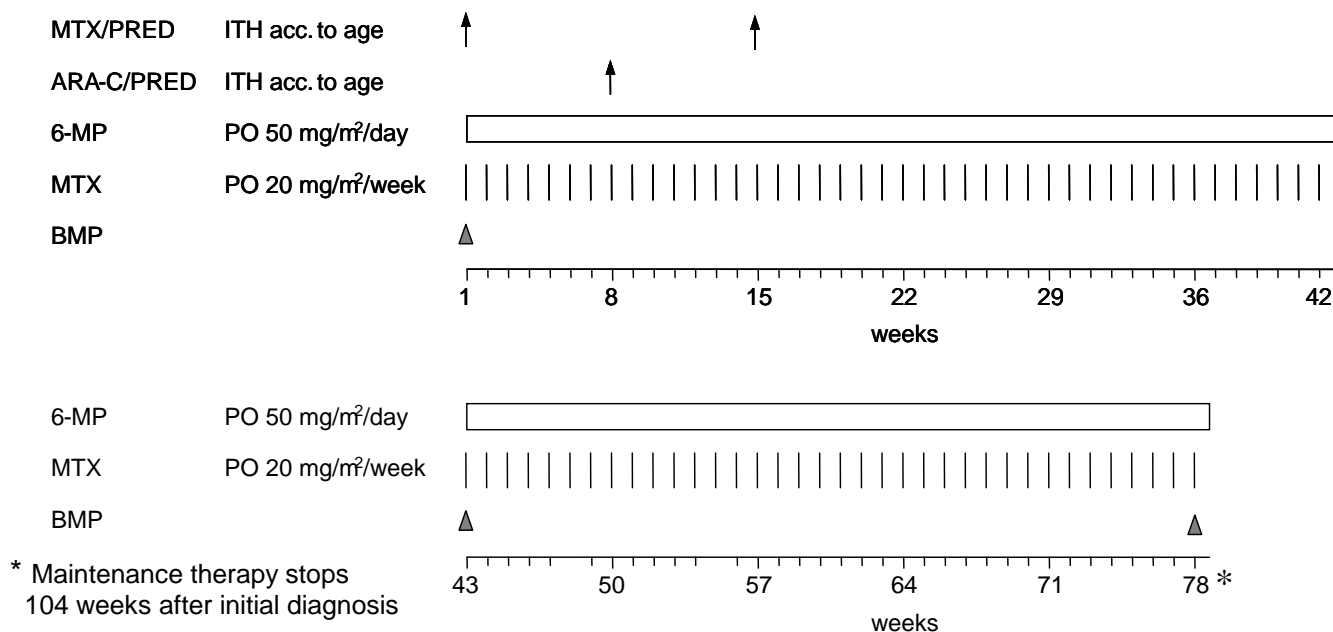 MTX/PRED ITH acc. to age
ARA-C/PRED ITH acc. to age
6-MP PO 50 mg/m²/day
MTX PO 20 mg/m²/week
BMP
1 8 15 22 29 36 42
weeks
6-MP PO 50 mg/m²/day
MTX PO 20 mg/m²/week
BMP
43 50 57 64 71 78 *
weeks
* Maintenance therapy stops
104 weeks after initial diagnosis